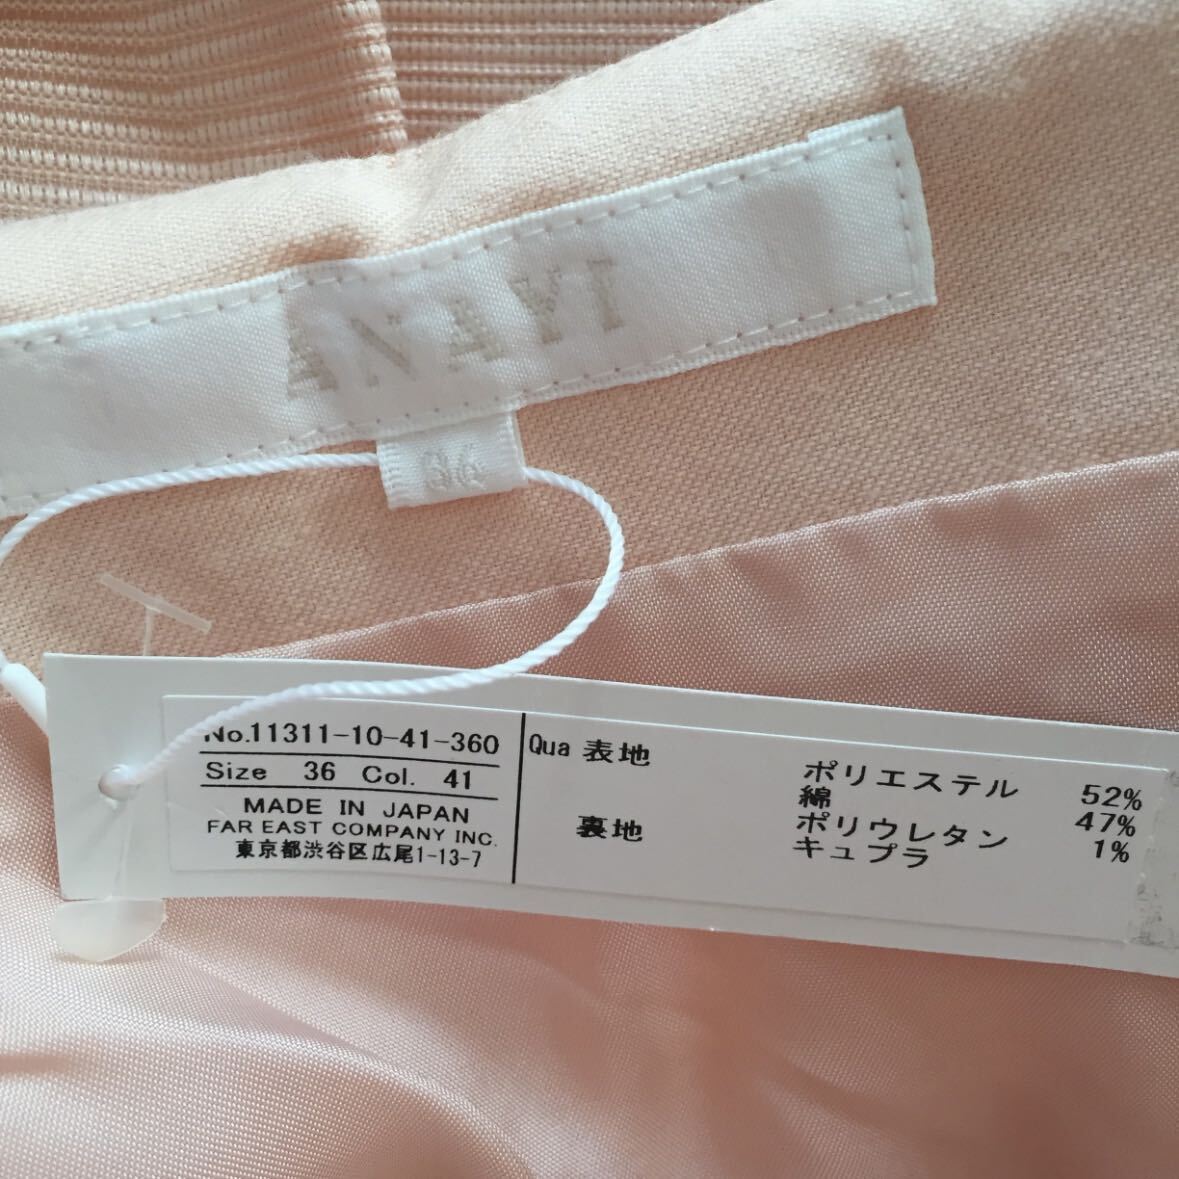 ANAYI
36
No.11311-10-41-360
Size 36 Col. 41
MADE IN JAPAN
FAR EAST COMPANY INC.
東京都渋谷区広尾1-13-7
Qua 表地 ポリエステル 52%
綿 47%
裏地 ポリウレタン 1%
キュプラ